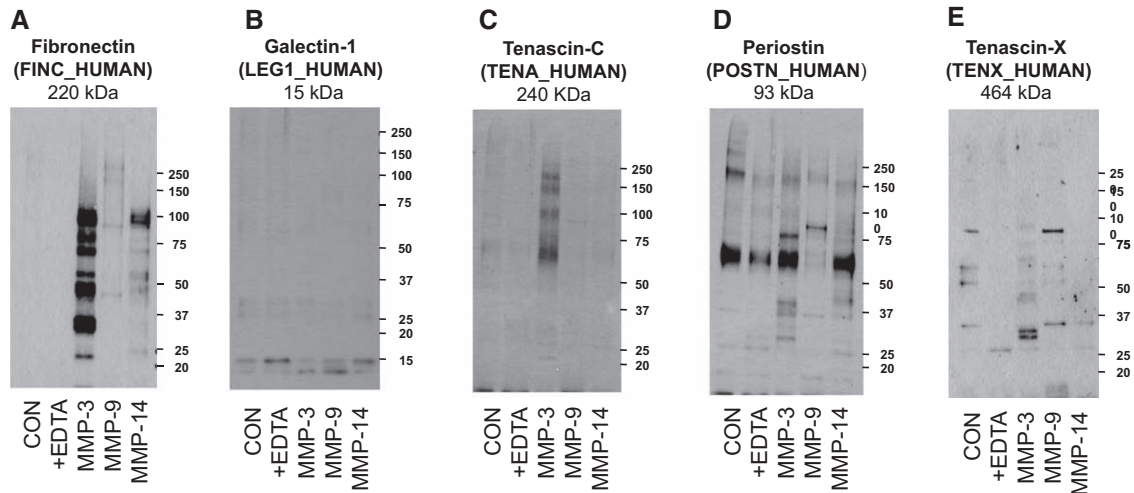 A
Fibronectin
(FINC_HUMAN)
220 kDa
250
150
100
75
50
37
25
20
CON
+EDTA
MMP-3
MMP-9
MMP-14
B
Galectin-1
(LEG1_HUMAN)
15 kDa
250
150
100
75
50
37
25
20
15
CON
+EDTA
MMP-3
MMP-9
MMP-14
C
Tenascin-C
(TENA_HUMAN)
240 KDa
250
150
100
75
50
37
25
20
CON
+EDTA
MMP-3
MMP-9
MMP-14
D
Periostin
(POSTN_HUMAN)
93 kDa
250
150
10
0
75
50
37
25
20
CON
+EDTA
MMP-3
MMP-9
MMP-14
E
Tenascin-X
(TENX_HUMAN)
464 kDa
25
0
15
0
10
0
75
50
37
25
20
CON
+EDTA
MMP-3
MMP-9
MMP-14